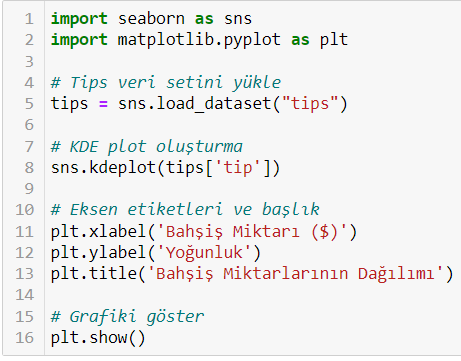 1 import seaborn as sns
2 import matplotlib.pyplot as plt
3
4 # Tips veri setini yükle
5 tips = sns.load_dataset("tips")
6
7 # KDE plot oluşturma
8 sns.kdeplot(tips['tip'])
9
10 # Eksen etiketleri ve başlık
11 plt.xlabel('Bahşiş Miktarı ($)')
12 plt.ylabel('Yoğunluk')
13 plt.title('Bahşiş Miktarlarının Dağılımı')
14
15 # Grafiki göster
16 plt.show()